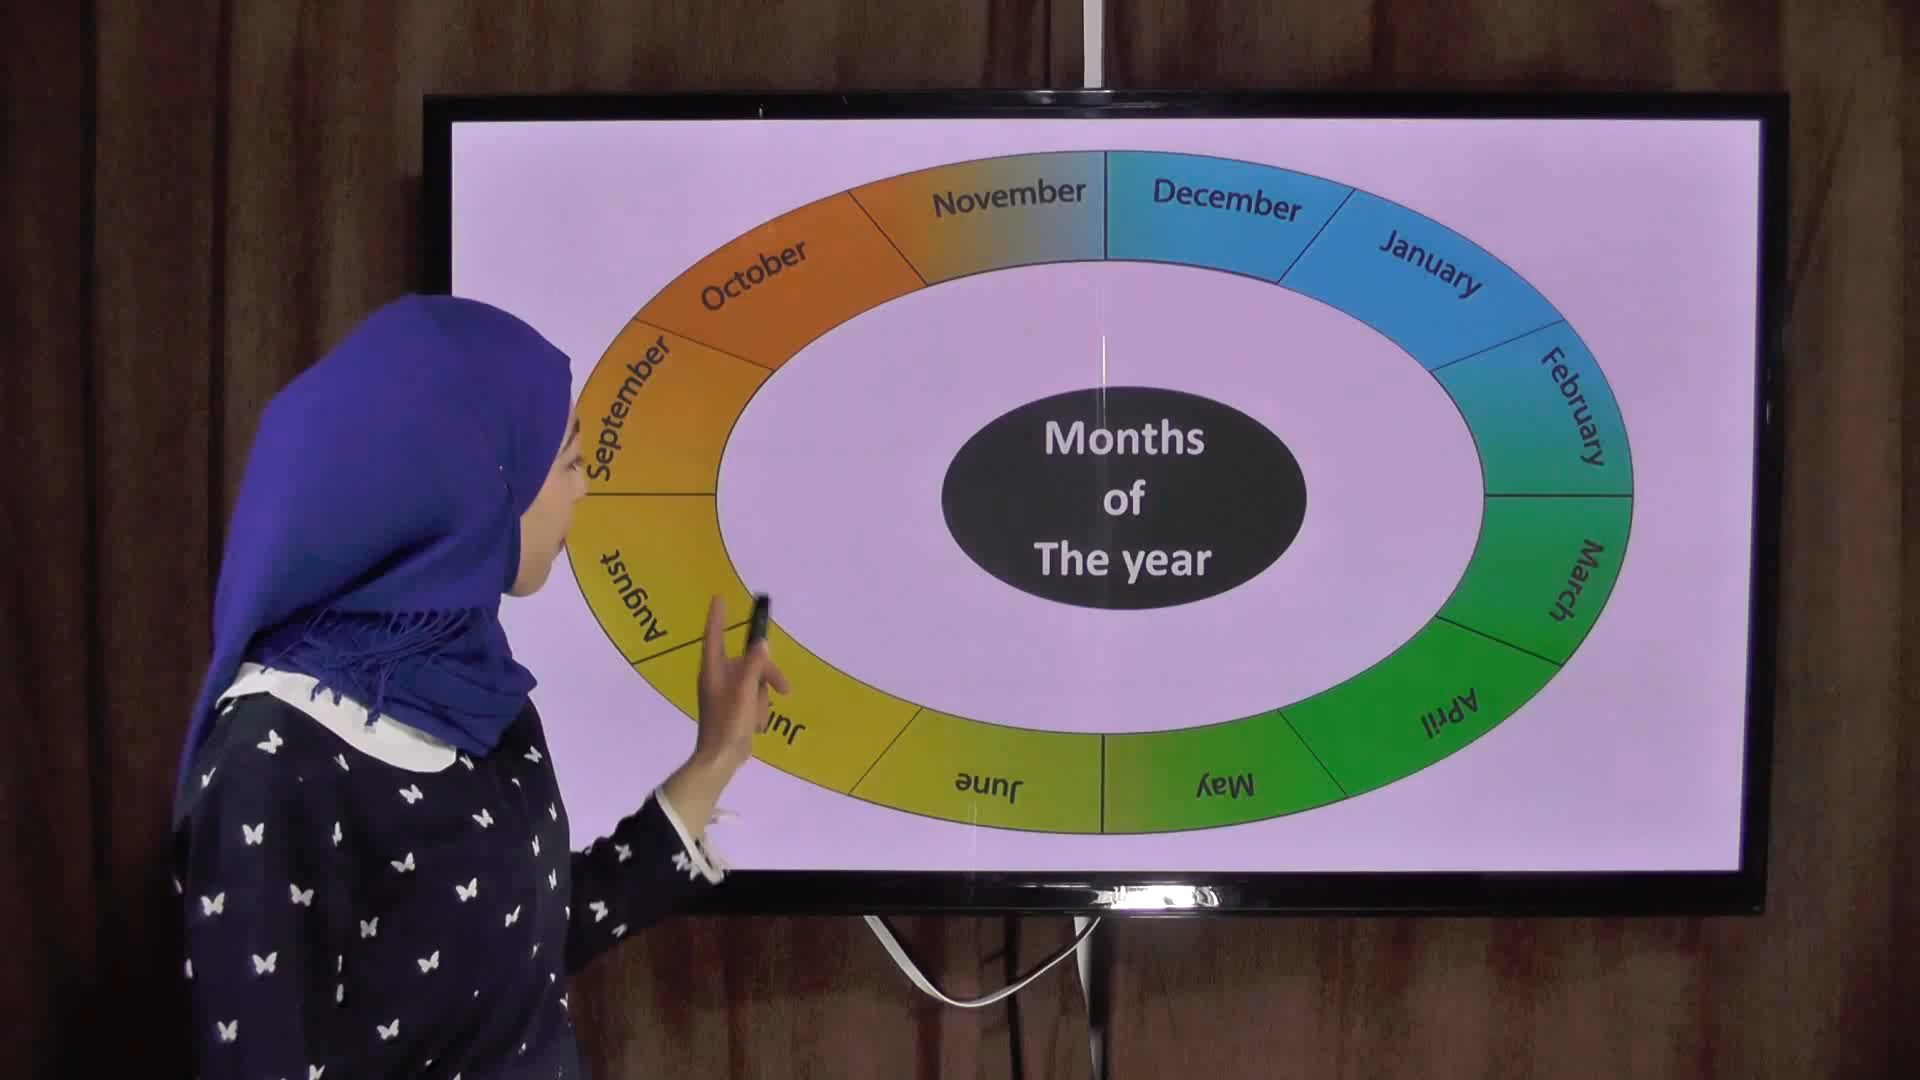 Months
of
The year
November
December
January
February
March
APril
May
June
August
September
October